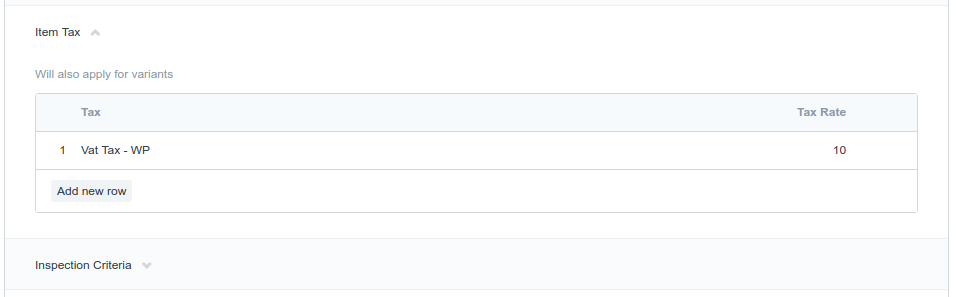 Item Tax
Will also apply for variants
Tax Tax Rate
1 Vat Tax - WP 10
Add new row
Inspection Criteria